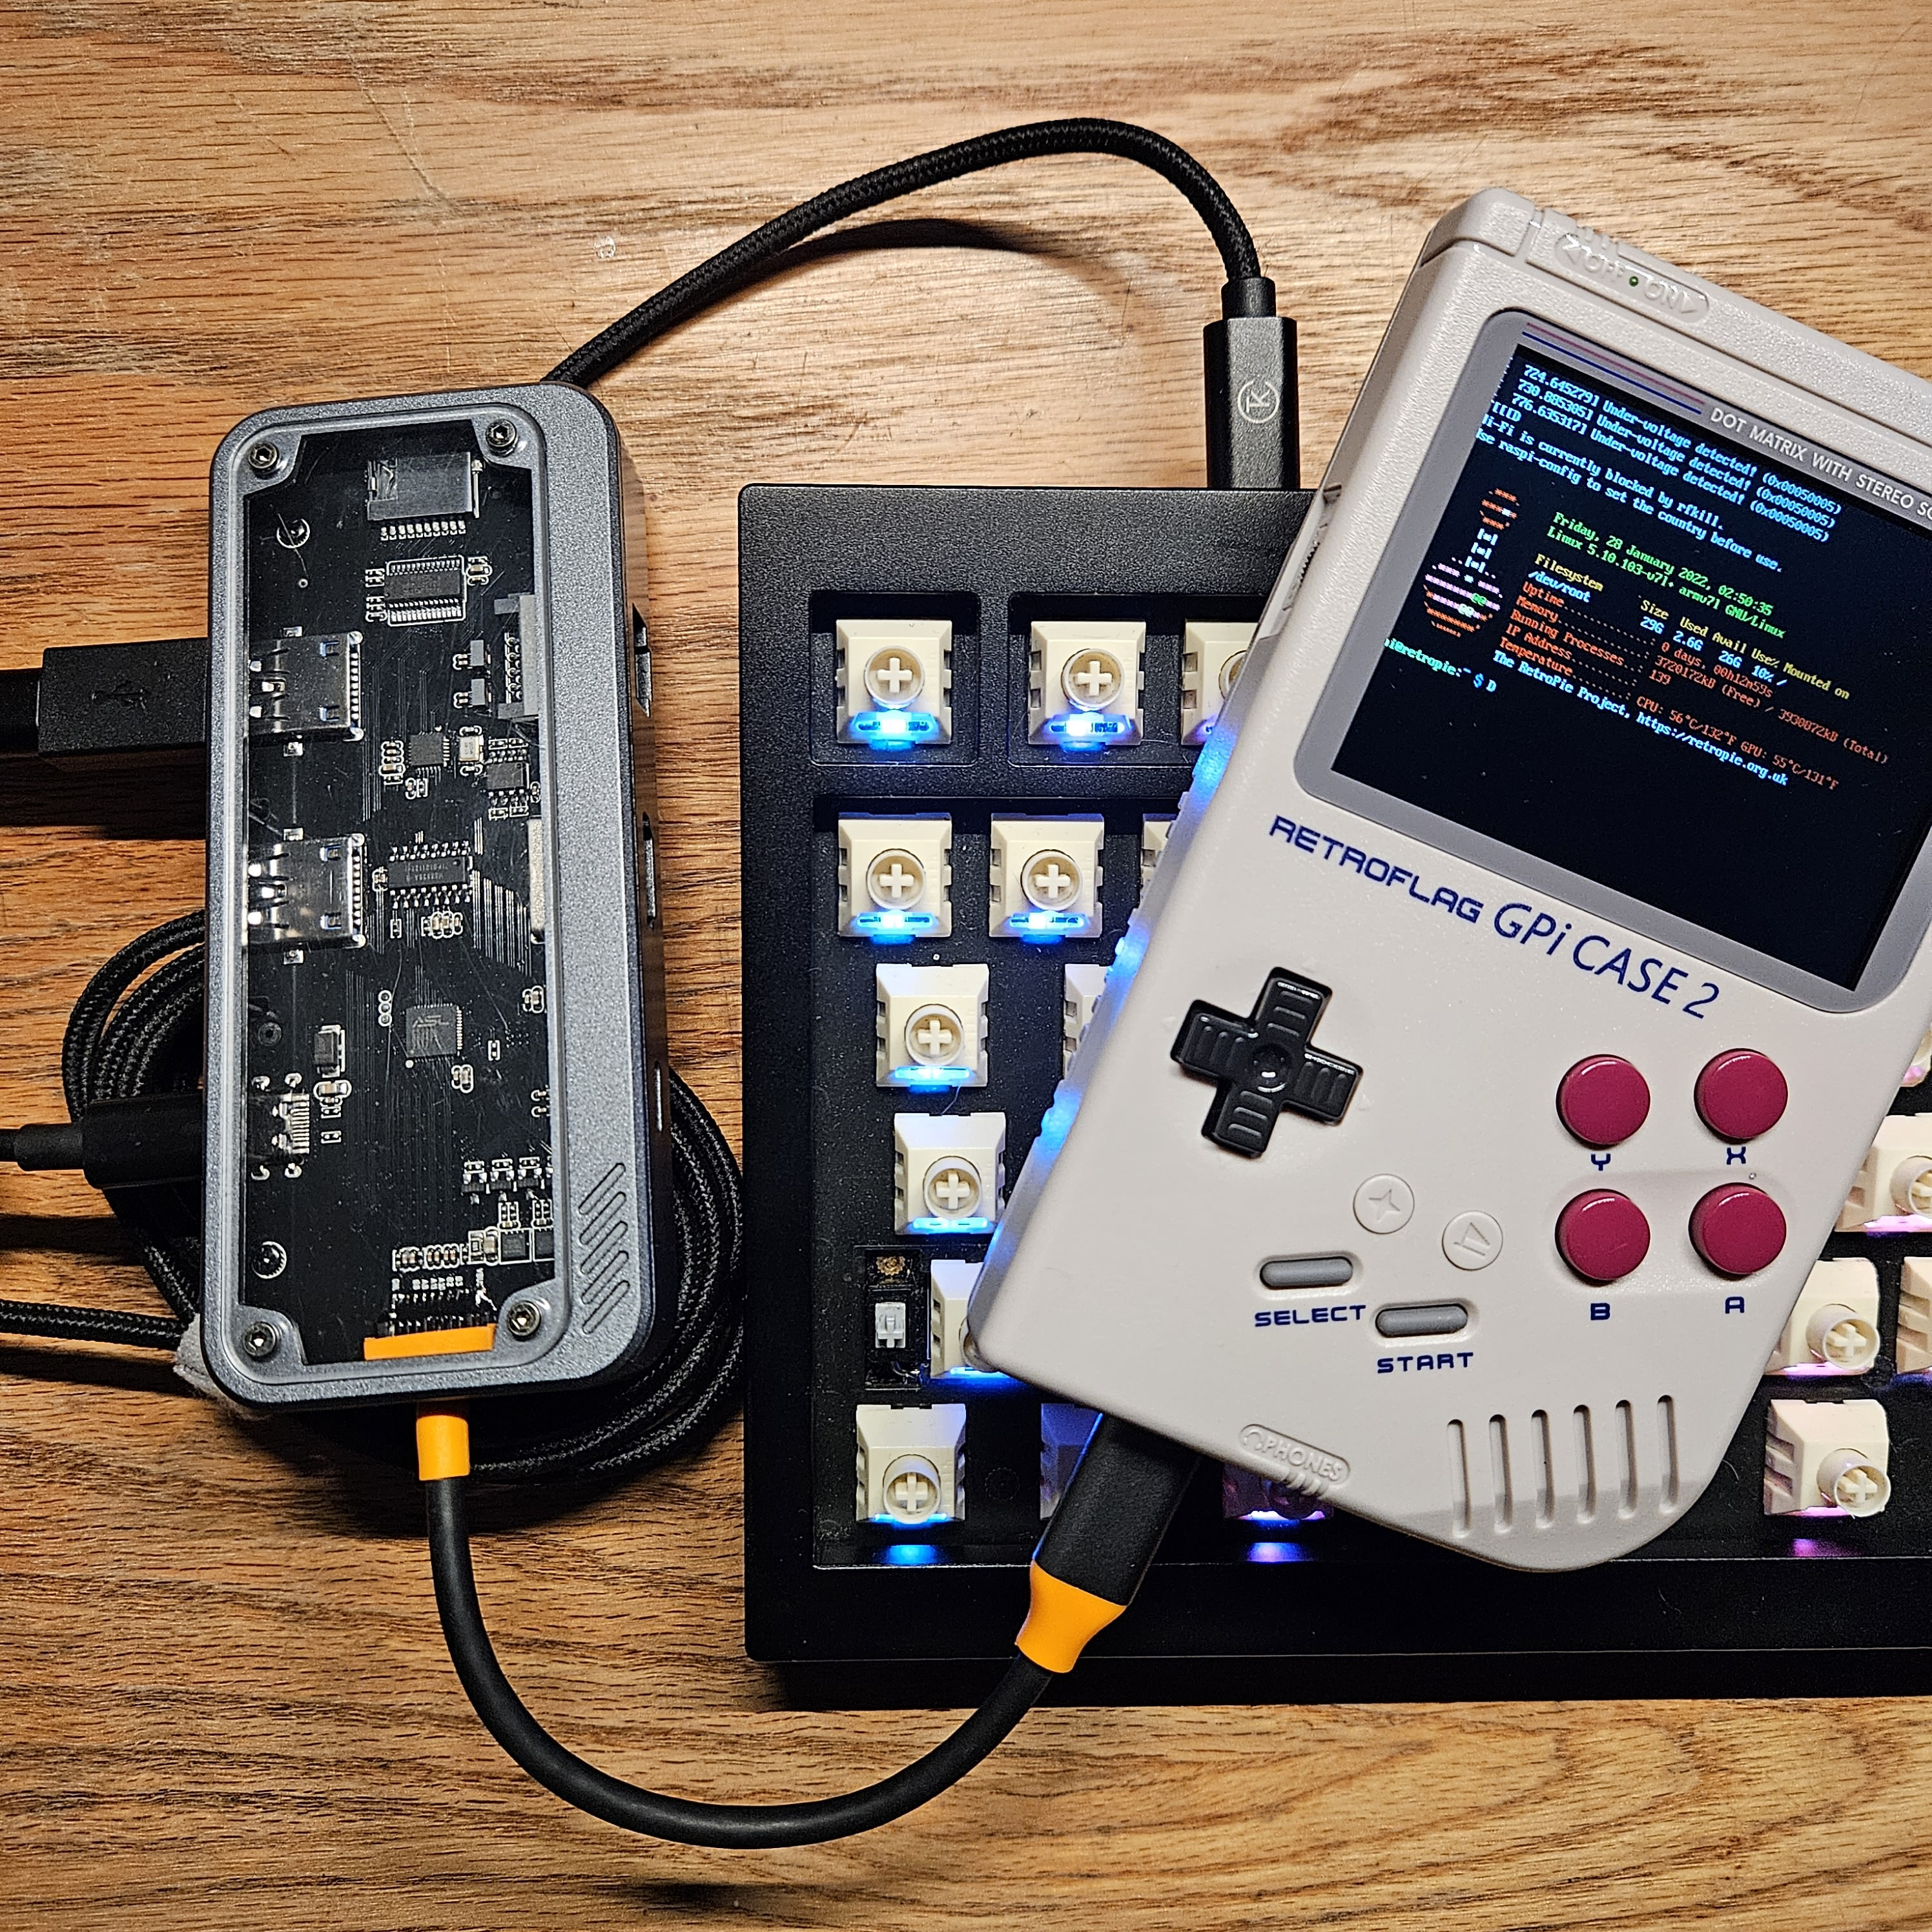 OFF ON
DOT MATRIX WITH STEREO
724.645279] Under-voltage detected! (0x00050005)
730.885305] Under-voltage detected! (0x00050005)
776.635317] Under-voltage detected! (0x00050005)
^[[[D
i-Fi is currently blocked by rfkill.
se raspi-config to set the country before use.
Friday, 28 January 2022, 02:50:35
Linux 5.10.103-v7l+ armv7l GNU/Linux
Filesystem Size Used Avail Use% Mounted on
/dev/root 29G 2.6G 26G 10% /
Uptime.................: 0 days, 00h12m59s
Memory.................: 3720172kB (Free) / 3930872kB (Total)
Running Processes......: 139
IP Address.............:
Temperature............: CPU: 56°C/132°F GPU: 55°C/131°F
The RetroPie Project, https://retropie.org.uk
i@retropie:~ $ D
RETROFLAG GPi CASE 2
Y X
B A
SELECT
START
PHONES